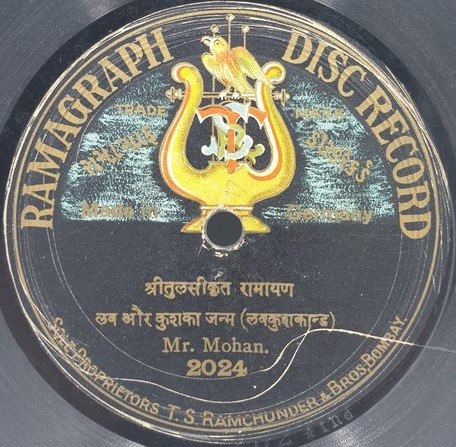 RAMAGRAPH DISC RECORD
TRADE MARK
रामाग्राफ रीकॉर्ड
Made in Germany
श्रीतुलसीकृत रामायण
लव और कुशका जन्म (लवकुशकान्ड)
Mr. Mohan.
2024
SOLE PROPRIETORS T. S. RAMCHUNDER & BROS, BOMBAY.